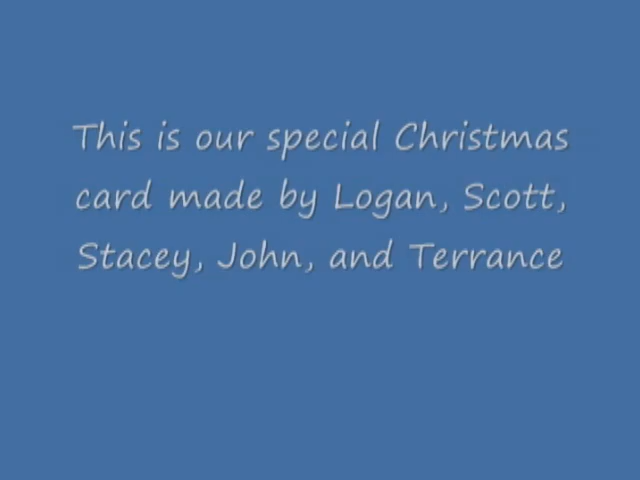 This is our special Christmas
card made by Logan, Scott,
Stacey, John, and Terrance